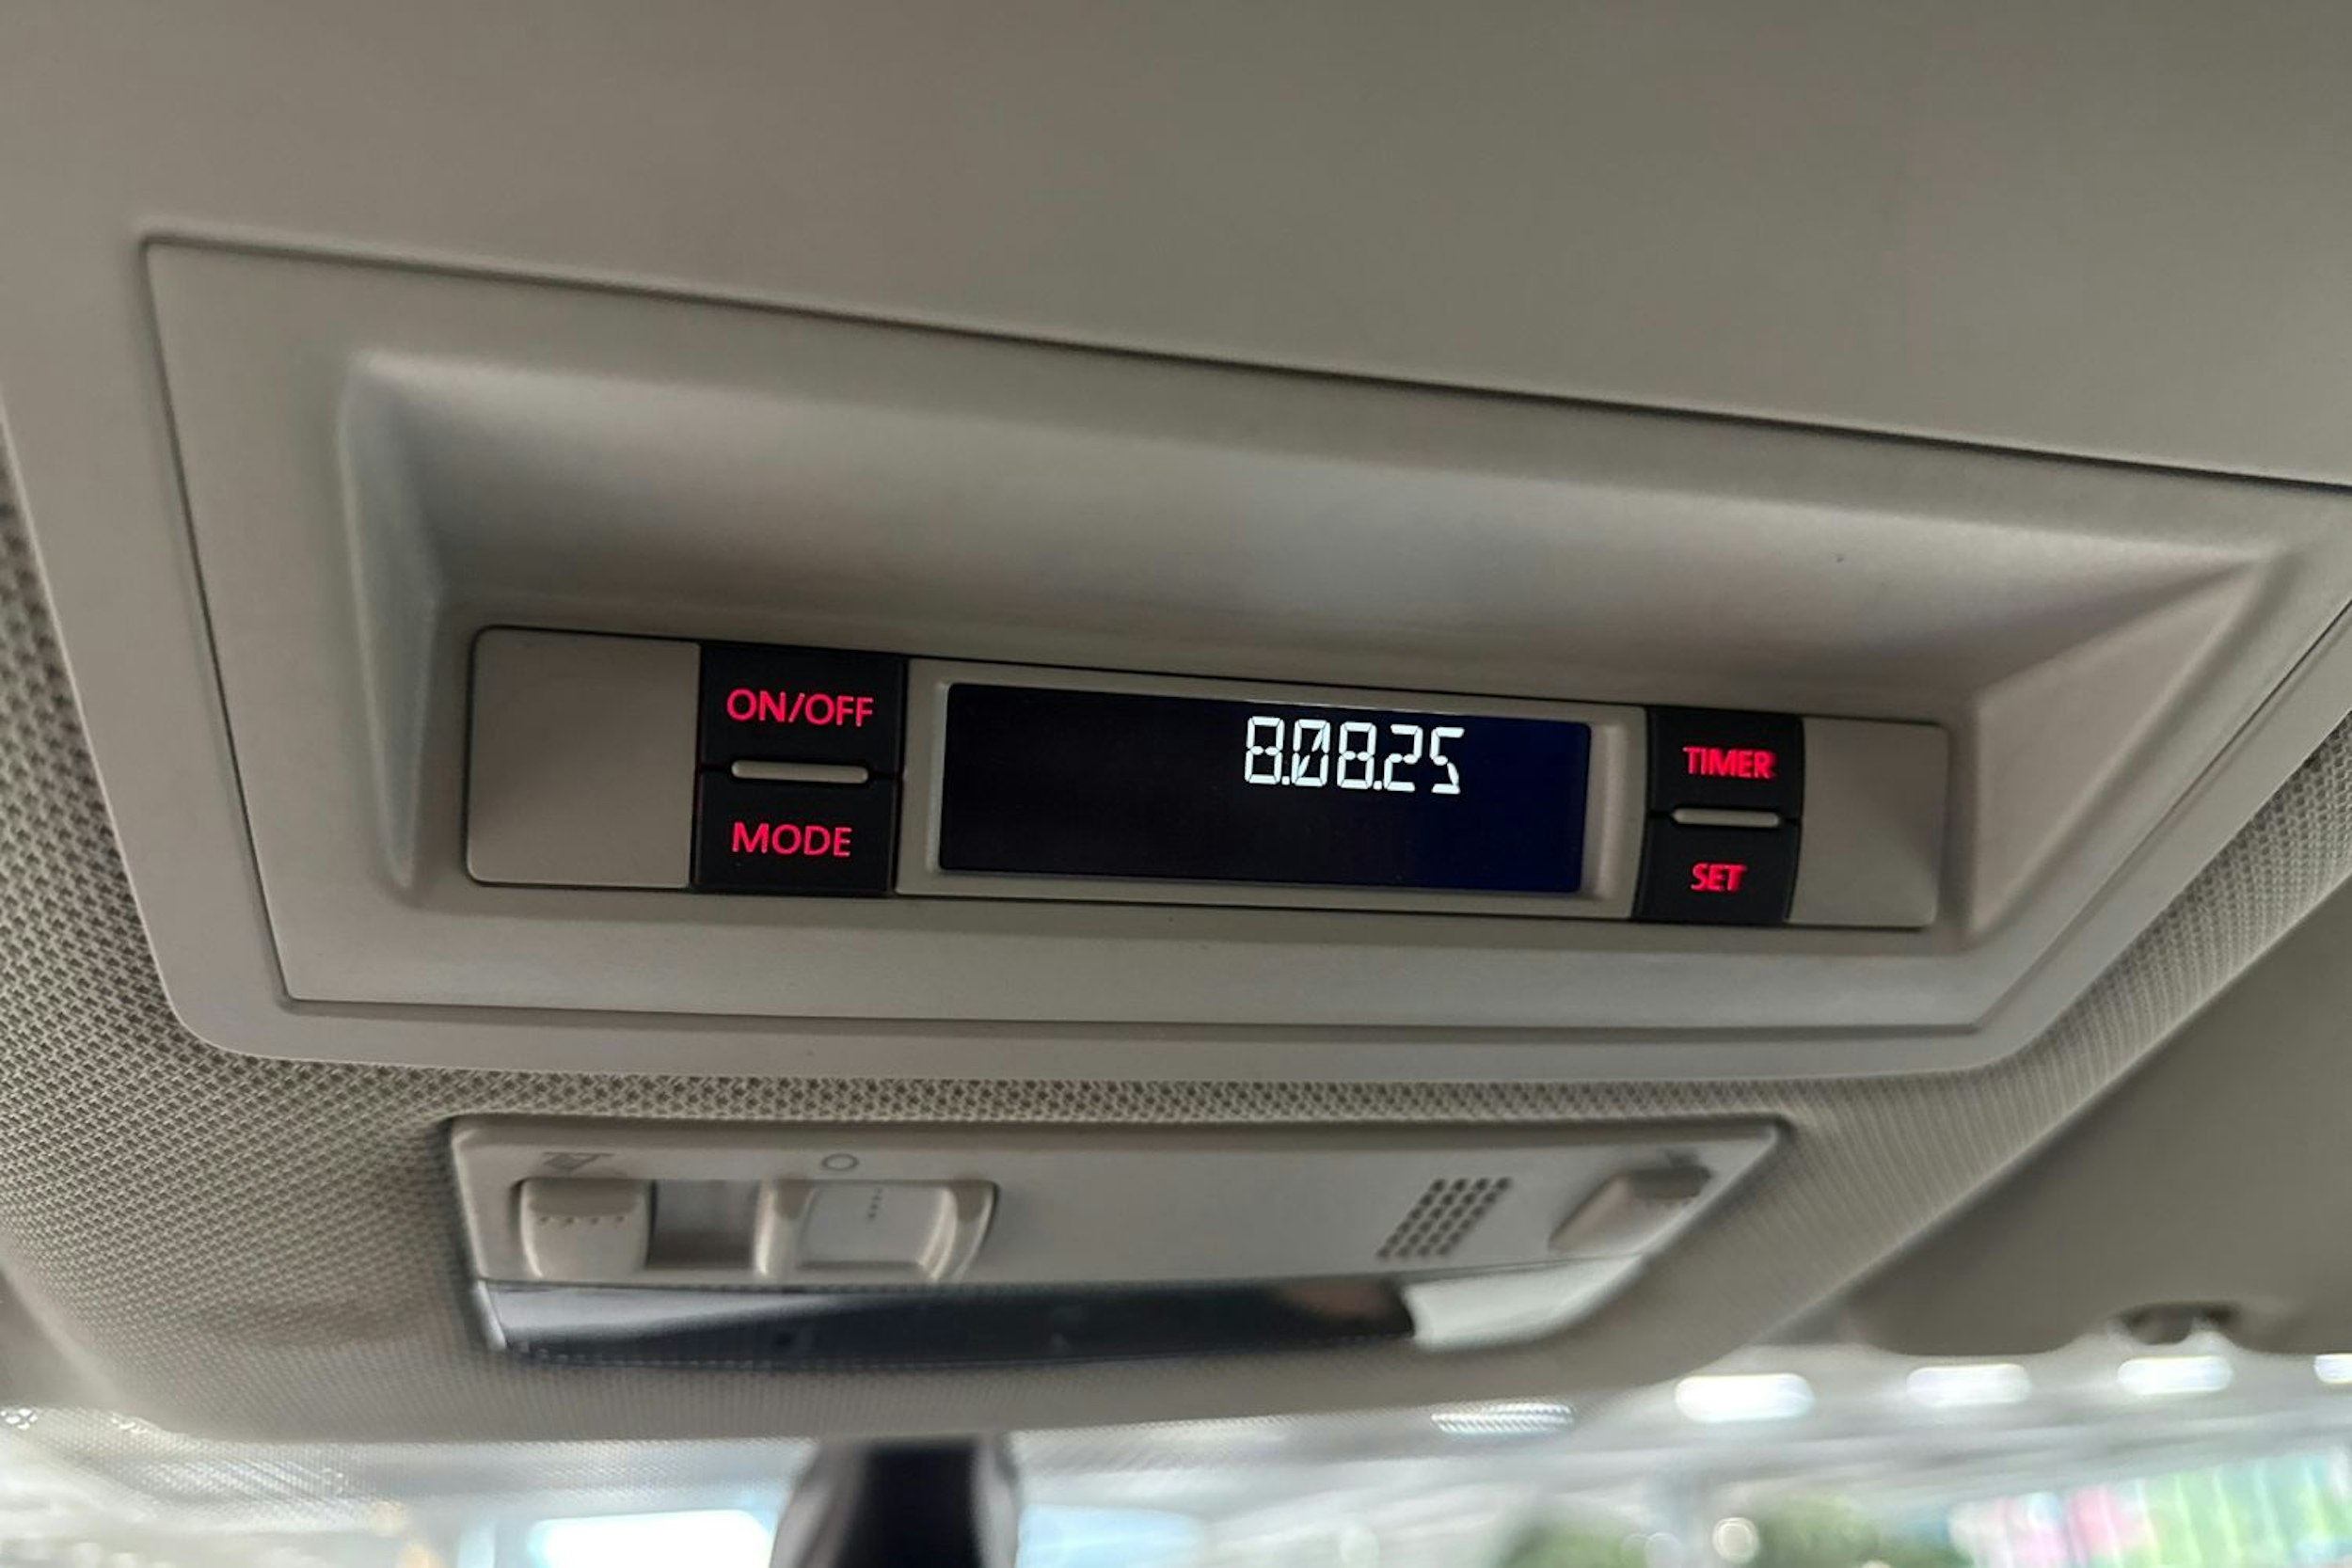 ON/OFF
MODE
8.08.25
TIMER
SET